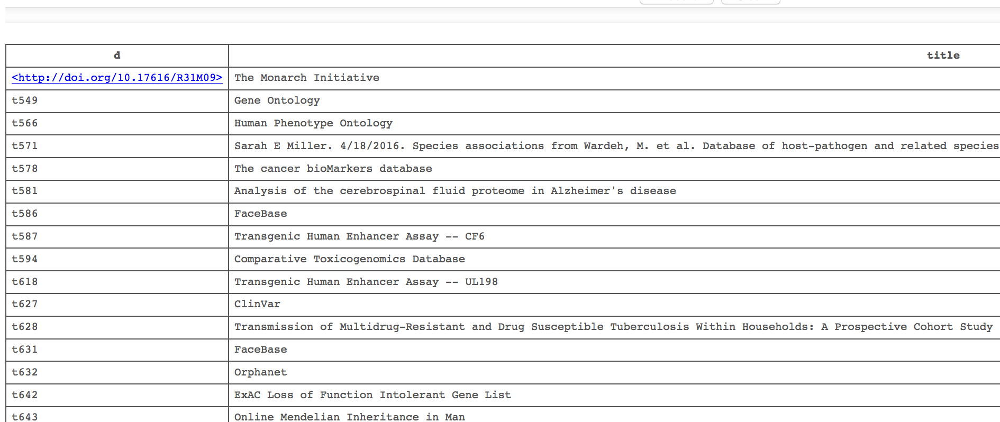 d title
<http://doi.org/10.17616/R31M09> The Monarch Initiative
t549 Gene Ontology
t566 Human Phenotype Ontology
t571 Sarah E Miller. 4/18/2016. Species associations from Wardeh, M. et al. Database of host-pathogen and related species
t578 The cancer bioMarkers database
t581 Analysis of the cerebrospinal fluid proteome in Alzheimer's disease
t586 FaceBase
t587 Transgenic Human Enhancer Assay -- CF6
t594 Comparative Toxicogenomics Database
t618 Transgenic Human Enhancer Assay -- UL198
t627 ClinVar
t628 Transmission of Multidrug-Resistant and Drug Susceptible Tuberculosis Within Households: A Prospective Cohort Study
t631 FaceBase
t632 Orphanet
t642 ExAC Loss of Function Intolerant Gene List
t643 Online Mendelian Inheritance in Man